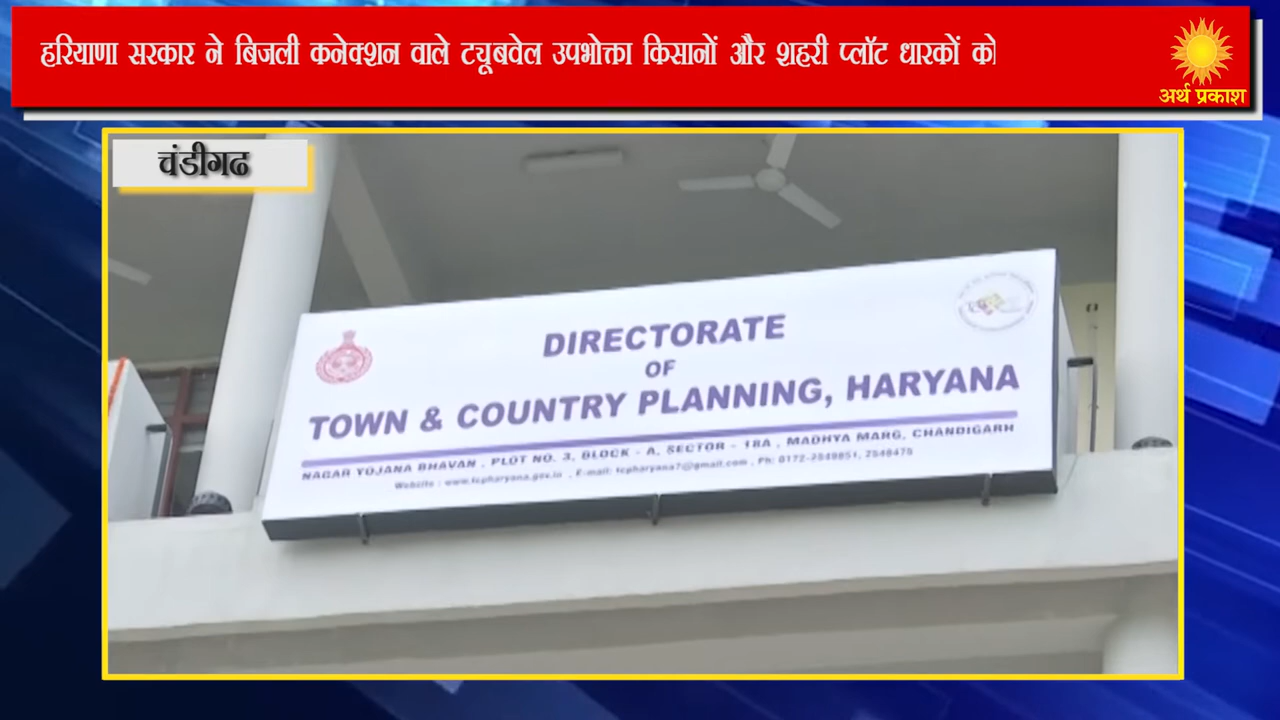 हरियाणा सरकार ने बिजली कनेक्शन वाले ट्यूबवेल उपभोक्ता किसानों और शहरी प्लॉट धारकों को
अर्थ प्रकाश
चंडीगढ
DIRECTORATE
OF
TOWN & COUNTRY PLANNING, HARYANA
NAGAR YOJANA BHAVAN , PLOT NO. 3, BLOCK - A, SECTOR - 18A , MADHYA MARG, CHANDIGARH
Website : www.tcpharyana.gov.in , E-mail: tcpharyana7@gmail.com , Ph: 0172-2549851, 2548475